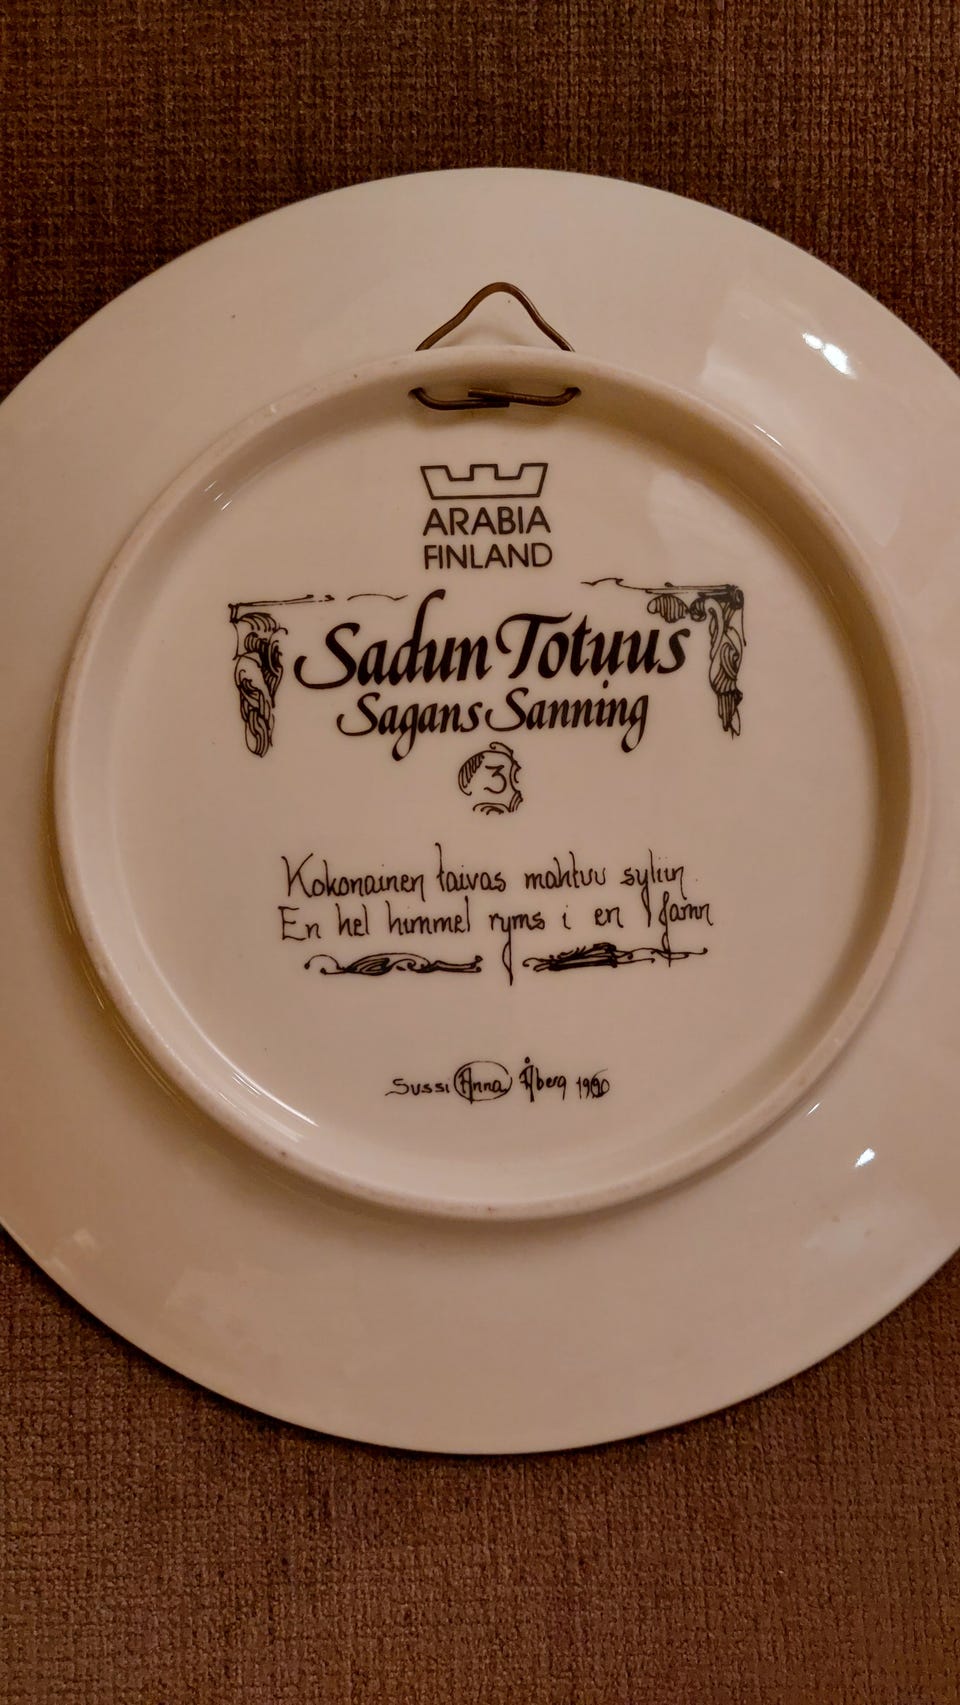 ARABIA
FINLAND
Sadun Totuus
Sagans Sanning
3
Kokonainen taivas mahtuu syliin
En hel himmel ryms i en famn
Sussi Anna Åberg 1990